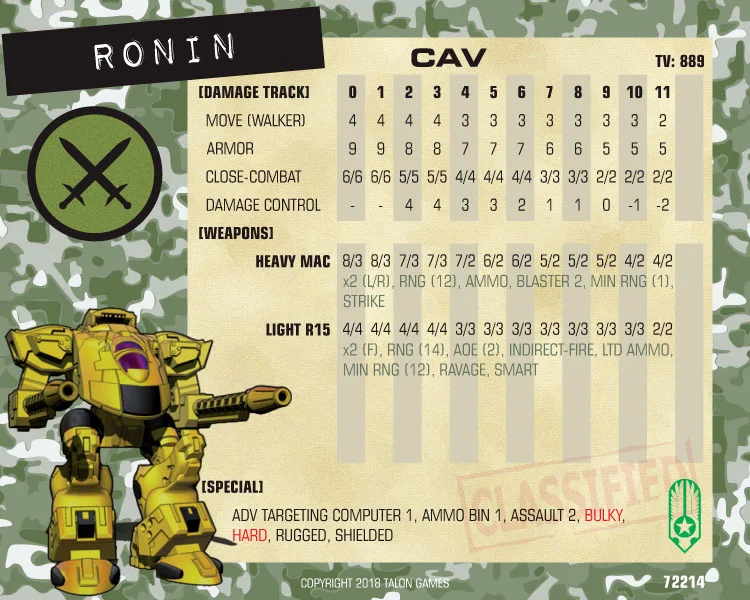 RONIN
CAV
TV: 889
[DAMAGE TRACK] 0 1 2 3 4 5 6 7 8 9 10 11
MOVE (WALKER) 4 4 4 4 3 3 3 3 3 3 3 2
ARMOR 9 9 8 8 7 7 7 6 6 5 5 5
CLOSE-COMBAT 6/6 6/6 5/5 5/5 4/4 4/4 4/4 3/3 3/3 2/2 2/2 2/2
DAMAGE CONTROL - - 4 4 3 3 2 1 1 0 -1 -2
[WEAPONS]
HEAVY MAC 8/3 8/3 7/3 7/3 7/2 6/2 6/2 5/2 5/2 5/2 4/2 4/2
x2 (L/R), RNG (12), AMMO, BLASTER 2, MIN RNG (1),
STRIKE
LIGHT R15 4/4 4/4 4/4 4/4 3/3 3/3 3/3 3/3 3/3 3/3 3/3 2/2
x2 (F), RNG (14), AOE (2), INDIRECT-FIRE, LTD AMMO,
MIN RNG (12), RAVAGE, SMART
CLASSIFIED
[SPECIAL]
ADV TARGETING COMPUTER 1, AMMO BIN 1, ASSAULT 2, BULKY,
HARD, RUGGED, SHIELDED
COPYRIGHT 2018 TALON GAMES
72214